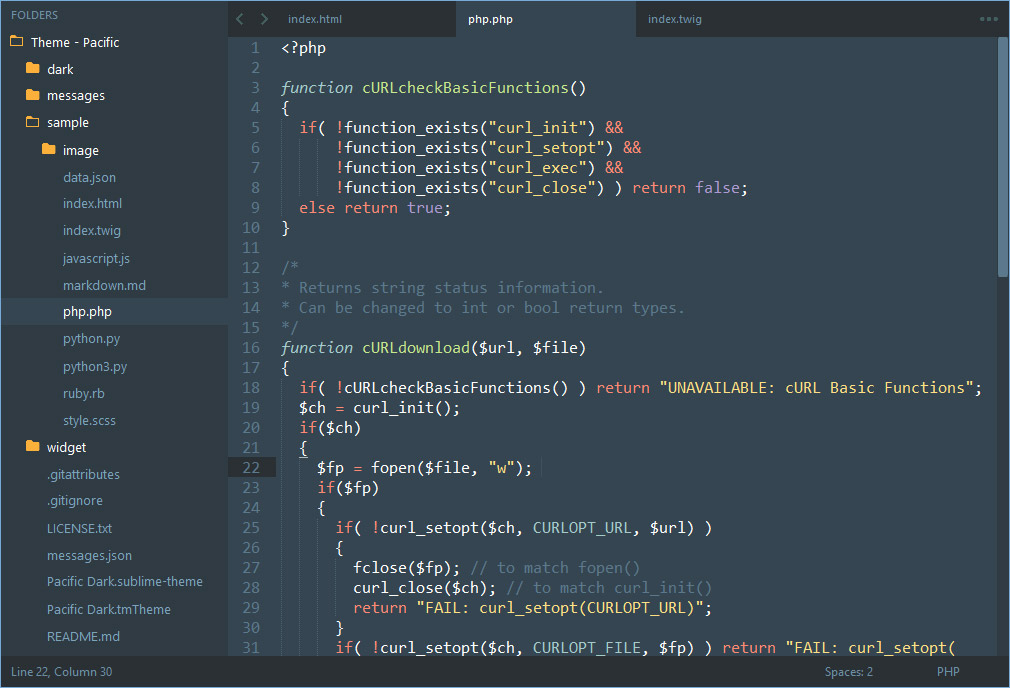 FOLDERS
Theme - Pacific
dark
messages
sample
image
data.json
index.html
index.twig
javascript.js
markdown.md
php.php
python.py
python3.py
ruby.rb
style.scss
widget
.gitattributes
.gitignore
LICENSE.txt
messages.json
Pacific Dark.sublime-theme
Pacific Dark.tmTheme
README.md
index.html php.php index.twig
1 <?php
2
3 function cURLcheckBasicFunctions()
4 {
5   if( !function_exists("curl_init") &&
6       !function_exists("curl_setopt") &&
7       !function_exists("curl_exec") &&
8       !function_exists("curl_close") ) return false;
9   else return true;
10 }
11
12 /*
13 * Returns string status information.
14 * Can be changed to int or bool return types.
15 */
16 function cURLdownload($url, $file)
17 {
18   if( !cURLcheckBasicFunctions() ) return "UNAVAILABLE: cURL Basic Functions";
19   $ch = curl_init();
20   if($ch)
21   {
22     $fp = fopen($file, "w");
23     if($fp)
24     {
25       if( !curl_setopt($ch, CURLOPT_URL, $url) )
26       {
27         fclose($fp); // to match fopen()
28         curl_close($ch); // to match curl_init()
29         return "FAIL: curl_setopt(CURLOPT_URL)";
30       }
31       if( !curl_setopt($ch, CURLOPT_FILE, $fp) ) return "FAIL: curl_setopt(
Line 22, Column 30 Spaces: 2 PHP